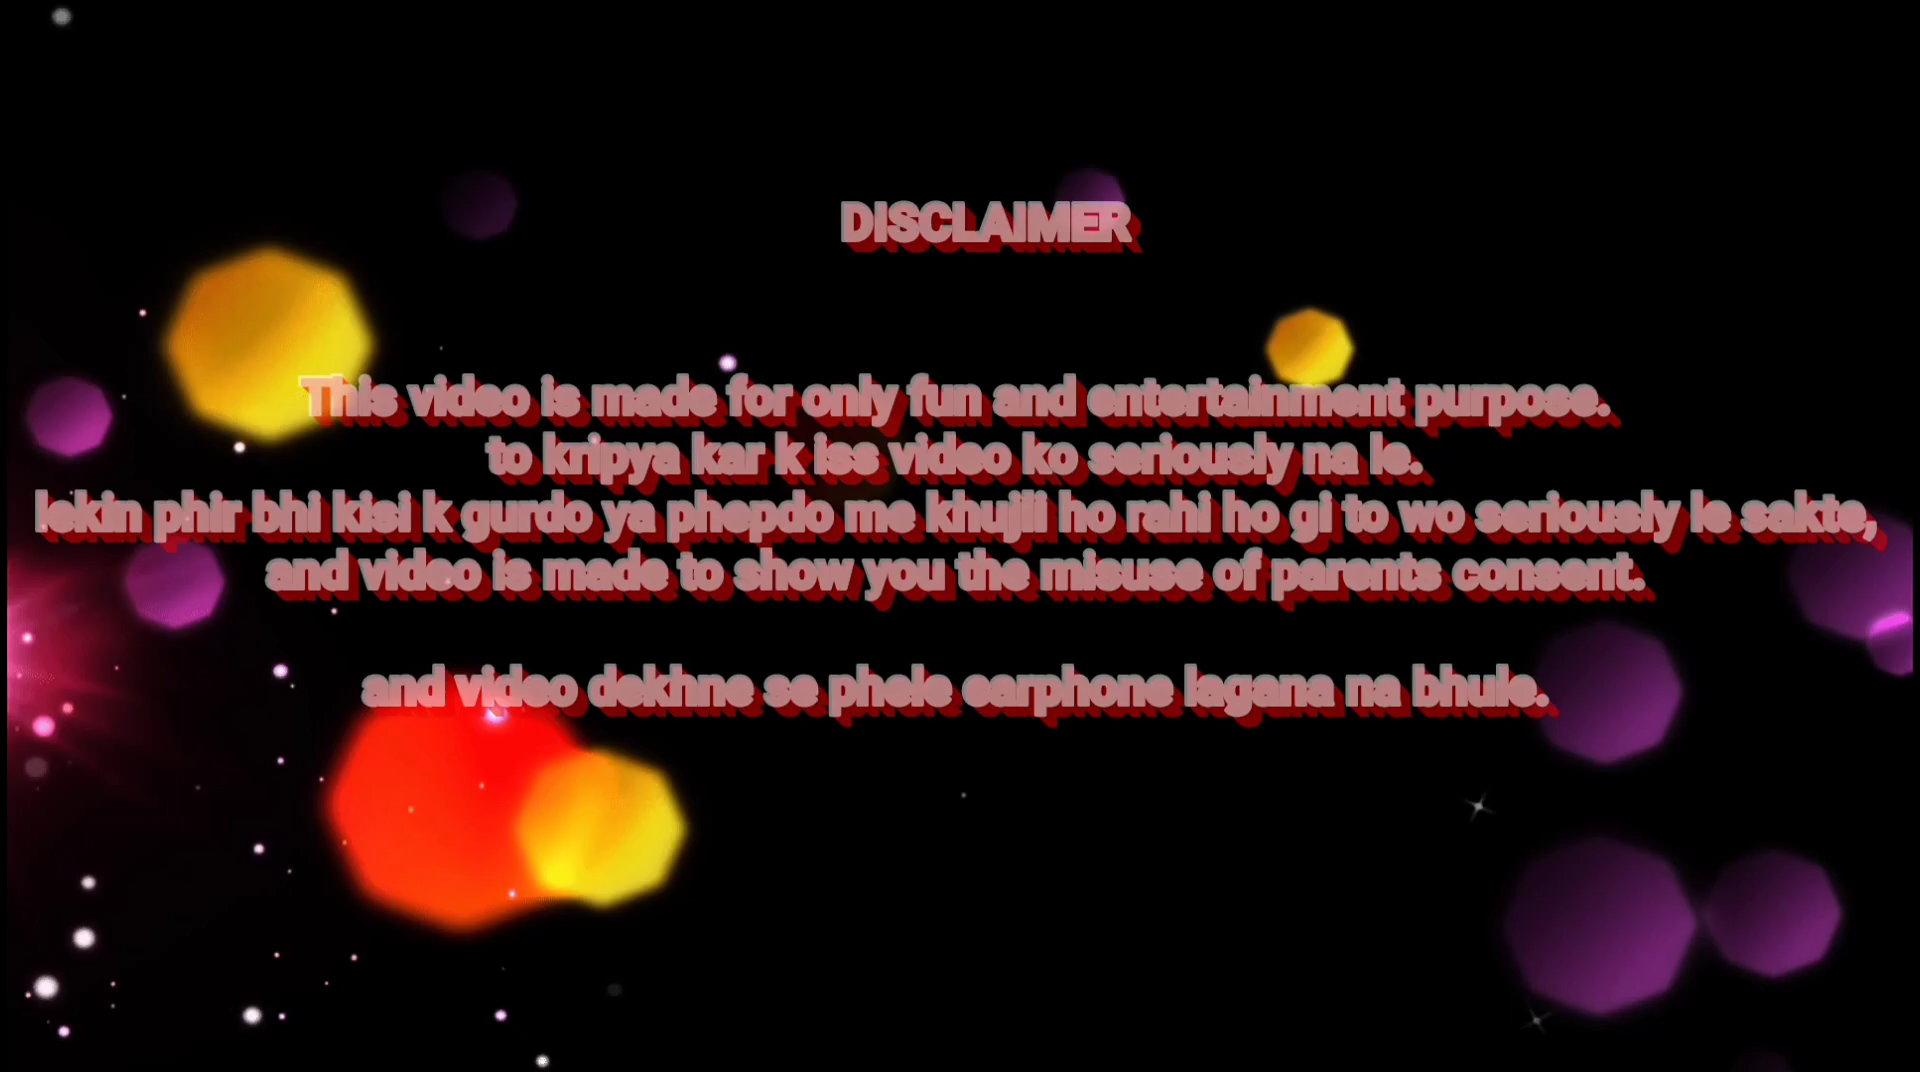 DISCLAIMER
This video is made for only fun and entertainment purpose.
to kripya kar k iss video ko seriously na le.
lekin phir bhi kisi k gurdo ya phepdo me khujli ho rahi ho gi to wo seriously le sakte,
and video is made to show you the misuse of parents consent.
and video dekhne se phele earphone lagana na bhule.